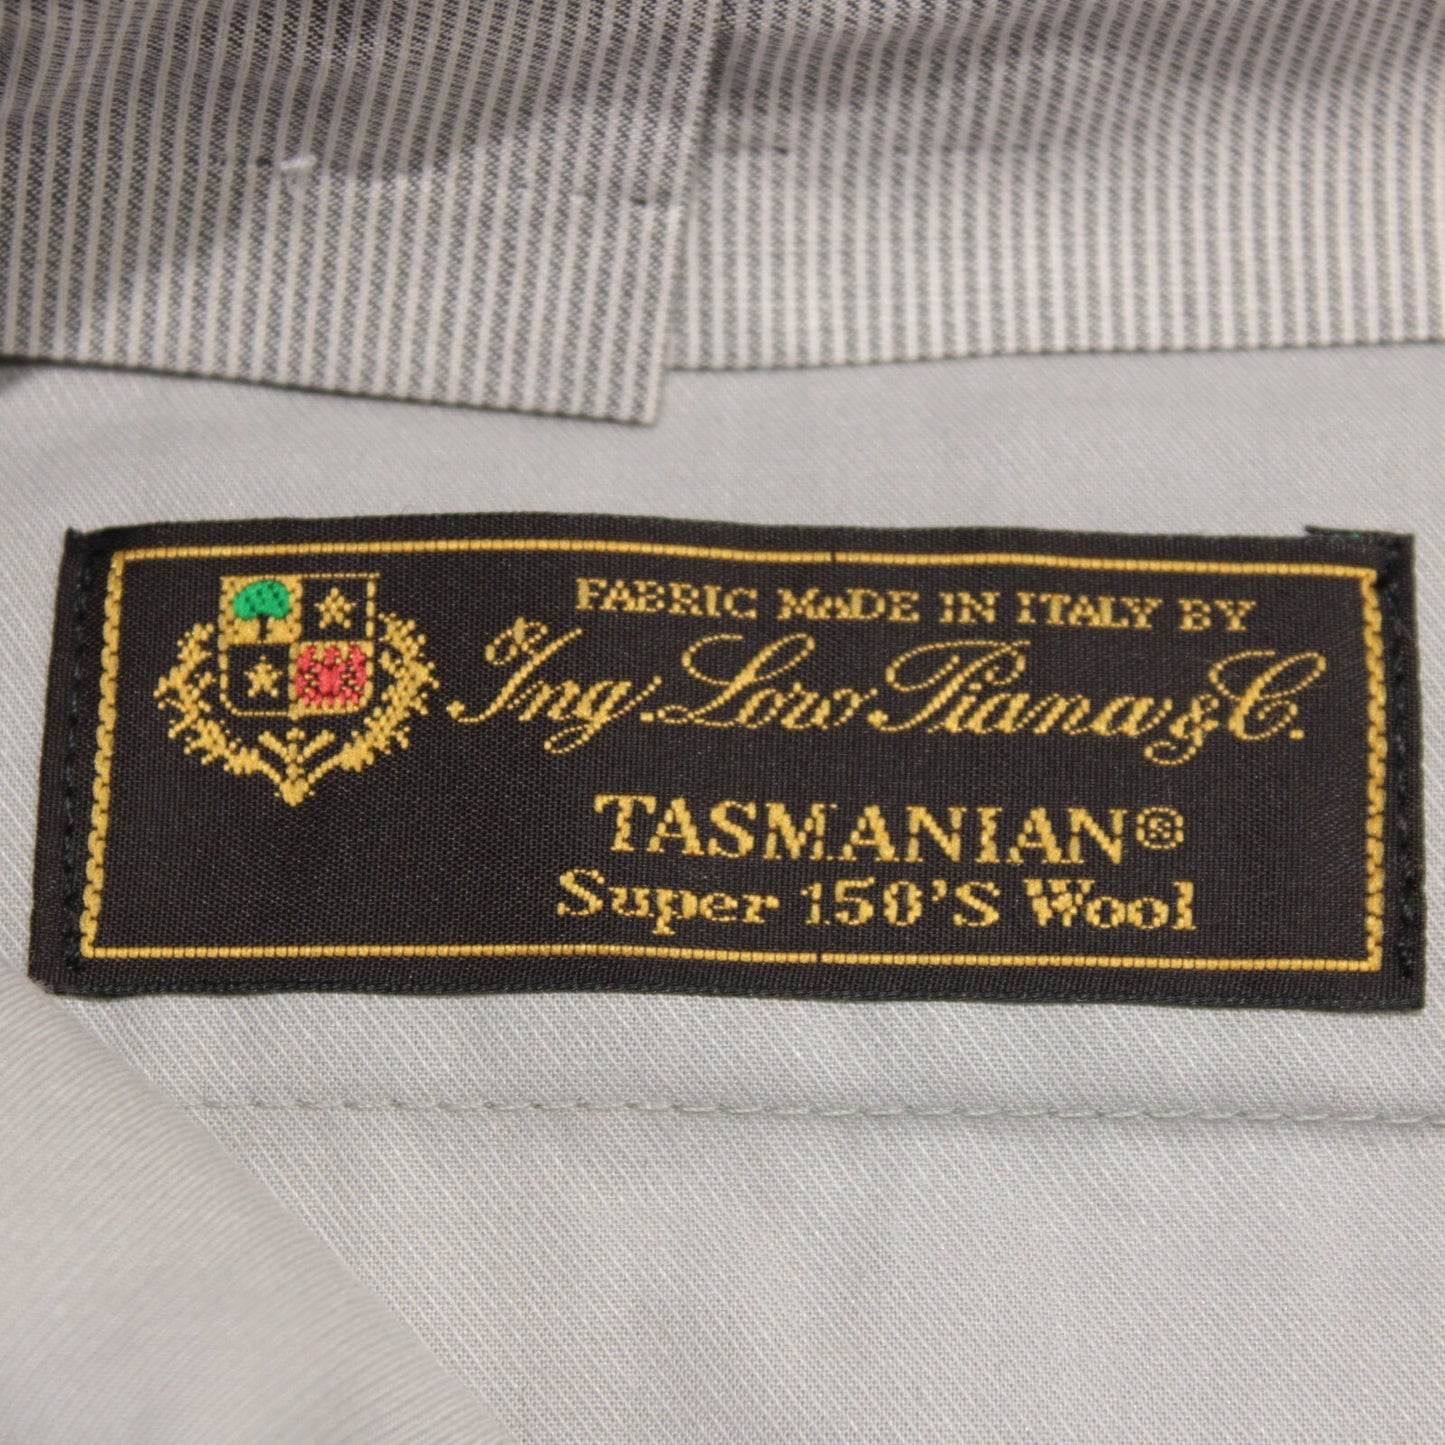 FABRIC MADE IN ITALY BY
Ing. Loro Piana & C.
TASMANIAN®
Super 150'S Wool